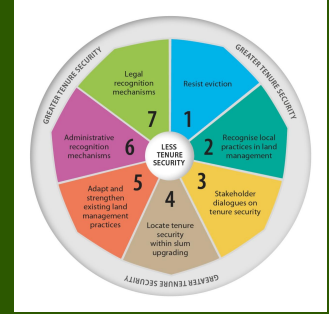 GREATER TENURE SECURITY
GREATER TENURE SECURITY
Legal
recognition
mechanisms
7
Resist eviction
1
Administrative
recognition
mechanisms
6
LESS
TENURE
SECURITY
2
Recognise local
practices in land
management
Adapt and
strengthen
existing land
management
practices
5
4
Locate tenure
security
within slum
upgrading
3
Stakeholder
dialogues on
tenure security
GREATER TENURE SECURITY